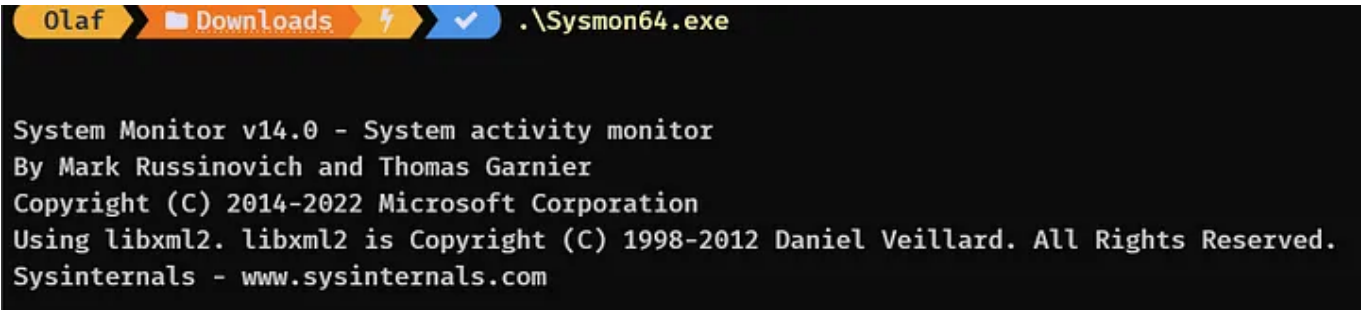 Olaf Downloads .\Sysmon64.exe
System Monitor v14.0 - System activity monitor
By Mark Russinovich and Thomas Garnier
Copyright (C) 2014-2022 Microsoft Corporation
Using libxml2. libxml2 is Copyright (C) 1998-2012 Daniel Veillard. All Rights Reserved.
Sysinternals - www.sysinternals.com